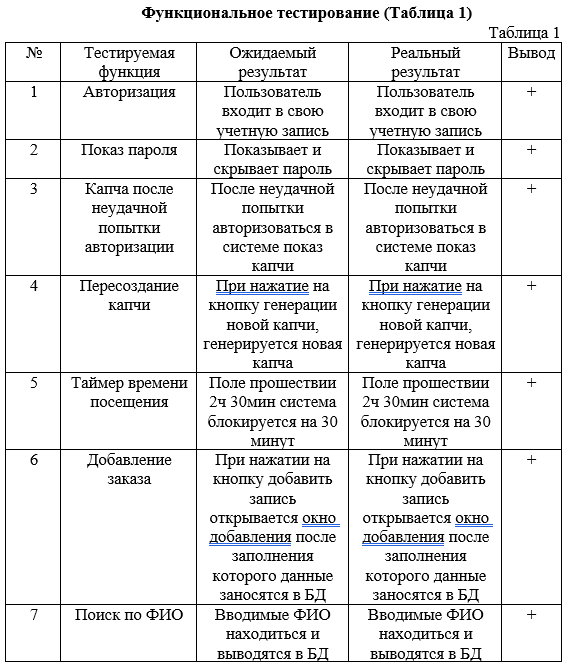 Функциональное тестирование (Таблица 1)
Таблица 1
№ Тестируемая функция Ожидаемый результат Реальный результат Вывод
1 Авторизация Пользователь входит в свою учетную запись Пользователь входит в свою учетную запись +
2 Показ пароля Показывает и скрывает пароль Показывает и скрывает пароль +
3 Капча после неудачной попытки авторизации После неудачной попытки авторизоваться в системе показ капчи После неудачной попытки авторизоваться в системе показ капчи +
4 Пересоздание капчи При нажатие на кнопку генерации новой капчи, генерируется новая капча При нажатие на кнопку генерации новой капчи, генерируется новая капча +
5 Таймер времени посещения Поле прошествии 2ч 30мин система блокируется на 30 минут Поле прошествии 2ч 30мин система блокируется на 30 минут +
6 Добавление заказа При нажатии на кнопку добавить запись открывается окно добавления после заполнения которого данные заносятся в БД При нажатии на кнопку добавить запись открывается окно добавления после заполнения которого данные заносятся в БД +
7 Поиск по ФИО Вводимые ФИО находиться и выводятся в БД Вводимые ФИО находиться и выводятся в БД +